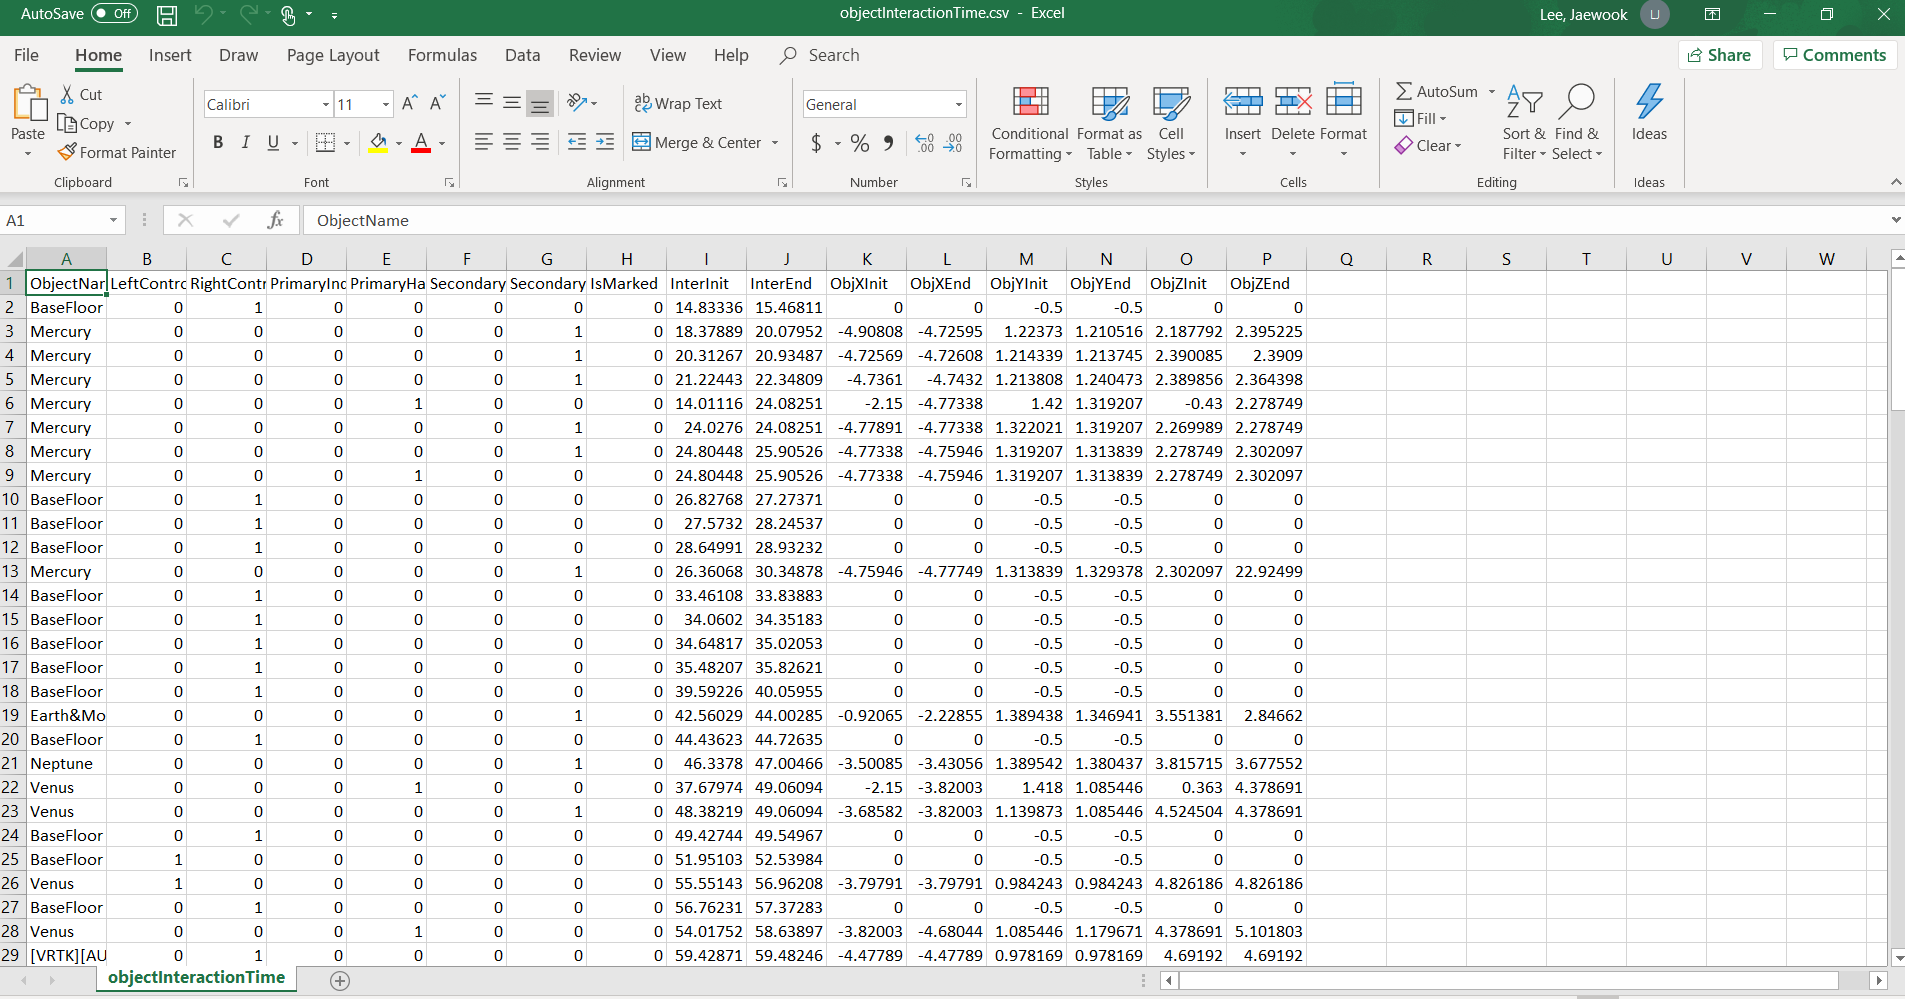 AutoSave Off objectInteractionTime.csv - Excel Lee, Jaewook U
File Home Insert Draw Page Layout Formulas Data Review View Help Search Share Comments
Paste Cut Copy Format Painter Clipboard
Calibri 11 A A B I U A Font
ab Wrap Text Merge & Center Alignment
General $ % , .00 .00 Number
Conditional Formatting Format as Table Cell Styles Styles
Insert Delete Format Cells
AutoSum Fill Clear Sort & Filter Find & Select Editing
Ideas Ideas
A1 fx ObjectName
A B C D E F G H I J K L M N O P Q R S T U V W
1 ObjectNar LeftContro RightContr PrimaryInd PrimaryHa Secondary Secondary IsMarked InterInit InterEnd ObjXInit ObjXEnd ObjYInit ObjYEnd ObjZInit ObjZEnd
2 BaseFloor 0 1 0 0 0 0 0 14.83336 15.46811 0 0 -0.5 -0.5 0 0
3 Mercury 0 0 0 0 0 1 0 18.37889 20.07952 -4.90808 -4.72595 1.22373 1.210516 2.187792 2.395225
4 Mercury 0 0 0 0 0 1 0 20.31267 20.93487 -4.72569 -4.72608 1.214339 1.213745 2.390085 2.3909
5 Mercury 0 0 0 0 0 1 0 21.22443 22.34809 -4.7361 -4.7432 1.213808 1.240473 2.389856 2.364398
6 Mercury 0 0 0 1 0 0 0 14.01116 24.08251 -2.15 -4.77338 1.42 1.319207 -0.43 2.278749
7 Mercury 0 0 0 0 0 1 0 24.0276 24.08251 -4.77891 -4.77338 1.322021 1.319207 2.269989 2.278749
8 Mercury 0 0 0 0 0 1 0 24.80448 25.90526 -4.77338 -4.75946 1.319207 1.313839 2.278749 2.302097
9 Mercury 0 0 0 1 0 0 0 24.80448 25.90526 -4.77338 -4.75946 1.319207 1.313839 2.278749 2.302097
10 BaseFloor 0 1 0 0 0 0 0 26.82768 27.27371 0 0 -0.5 -0.5 0 0
11 BaseFloor 0 1 0 0 0 0 0 27.5732 28.24537 0 0 -0.5 -0.5 0 0
12 BaseFloor 0 1 0 0 0 0 0 28.64991 28.93232 0 0 -0.5 -0.5 0 0
13 Mercury 0 0 0 0 0 1 0 26.36068 30.34878 -4.75946 -4.77749 1.313839 1.329378 2.302097 22.92499
14 BaseFloor 0 1 0 0 0 0 0 33.46108 33.83883 0 0 -0.5 -0.5 0 0
15 BaseFloor 0 1 0 0 0 0 0 34.0602 34.35183 0 0 -0.5 -0.5 0 0
16 BaseFloor 0 1 0 0 0 0 0 34.64817 35.02053 0 0 -0.5 -0.5 0 0
17 BaseFloor 0 1 0 0 0 0 0 35.48207 35.82621 0 0 -0.5 -0.5 0 0
18 BaseFloor 0 1 0 0 0 0 0 39.59226 40.05955 0 0 -0.5 -0.5 0 0
19 Earth&Mo 0 0 0 0 0 1 0 42.56029 44.00285 -0.92065 -2.22855 1.389438 1.346941 3.551381 2.84662
20 BaseFloor 0 1 0 0 0 0 0 44.43623 44.72635 0 0 -0.5 -0.5 0 0
21 Neptune 0 0 0 0 0 1 0 46.3378 47.00466 -3.50085 -3.43056 1.389542 1.380437 3.815715 3.677552
22 Venus 0 0 0 1 0 0 0 37.67974 49.06094 -2.15 -3.82003 1.418 1.085446 0.363 4.378691
23 Venus 0 0 0 0 0 1 0 48.38219 49.06094 -3.68582 -3.82003 1.139873 1.085446 4.524504 4.378691
24 BaseFloor 0 1 0 0 0 0 0 49.42744 49.54967 0 0 -0.5 -0.5 0 0
25 BaseFloor 1 0 0 0 0 0 0 51.95103 52.53984 0 0 -0.5 -0.5 0 0
26 Venus 1 0 0 0 0 0 0 55.55143 56.96208 -3.79791 -3.79791 0.984243 0.984243 4.826186 4.826186
27 BaseFloor 0 1 0 0 0 0 0 56.76231 57.37283 0 0 -0.5 -0.5 0 0
28 Venus 0 0 0 1 0 0 0 54.01752 58.63897 -3.82003 -4.68044 1.085446 1.179671 4.378691 5.101803
29 [VRTK][AU 0 1 0 0 0 0 0 59.42871 59.48246 -4.47789 -4.47789 0.978169 0.978169 4.69192 4.69192
objectInteractionTime